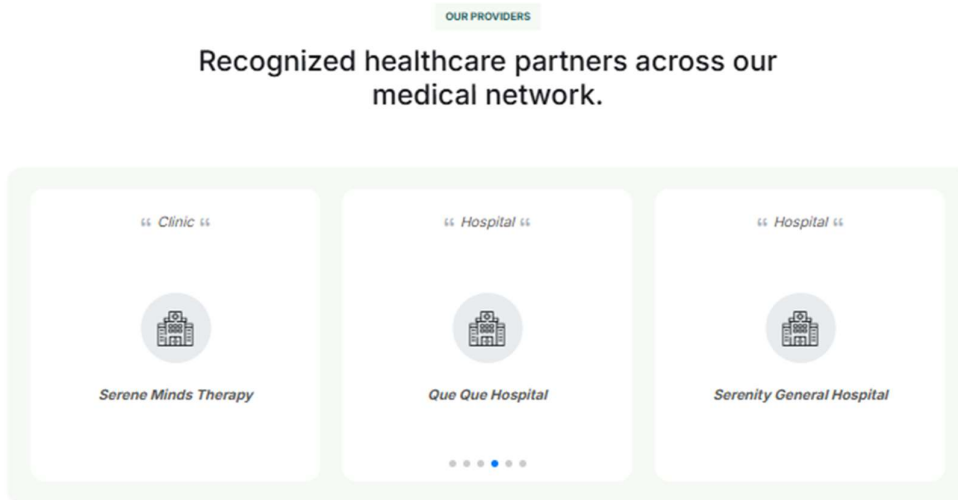 OUR PROVIDERS
Recognized healthcare partners across our
medical network.
“ Clinic “
“ Hospital “
“ Hospital “
Serene Minds Therapy
Que Que Hospital
Serenity General Hospital